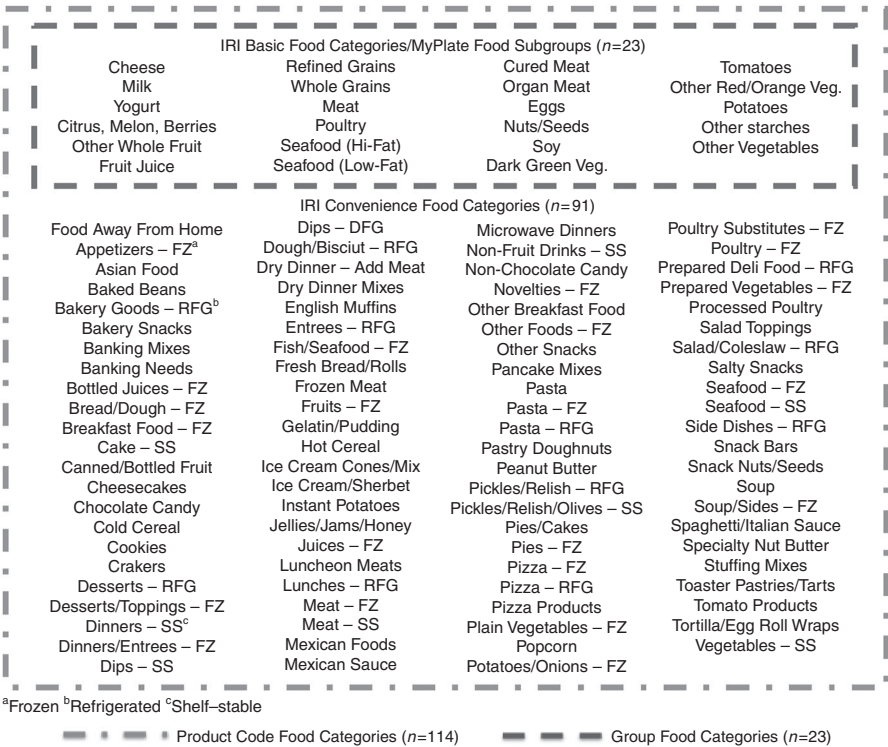 IRI Basic Food Categories/MyPlate Food Subgroups (n=23)
Cheese
Milk
Yogurt
Citrus, Melon, Berries
Other Whole Fruit
Fruit Juice
Refined Grains
Whole Grains
Meat
Poultry
Seafood (Hi-Fat)
Seafood (Low-Fat)
Cured Meat
Organ Meat
Eggs
Nuts/Seeds
Soy
Dark Green Veg.
Tomatoes
Other Red/Orange Veg.
Potatoes
Other starches
Other Vegetables
IRI Convenience Food Categories (n=91)
Food Away From Home
Appetizers – FZa
Asian Food
Baked Beans
Bakery Goods – RFGb
Bakery Snacks
Banking Mixes
Banking Needs
Bottled Juices – FZ
Bread/Dough – FZ
Breakfast Food – FZ
Cake – SS
Canned/Bottled Fruit
Cheesecakes
Chocolate Candy
Cold Cereal
Cookies
Crakers
Desserts – RFG
Desserts/Toppings – FZ
Dinners – SSc
Dinners/Entrees – FZ
Dips – SS
Dips – DFG
Dough/Bisciut – RFG
Dry Dinner – Add Meat
Dry Dinner Mixes
English Muffins
Entrees – RFG
Fish/Seafood – FZ
Fresh Bread/Rolls
Frozen Meat
Fruits – FZ
Gelatin/Pudding
Hot Cereal
Ice Cream Cones/Mix
Ice Cream/Sherbet
Instant Potatoes
Jellies/Jams/Honey
Juices – FZ
Luncheon Meats
Lunches – RFG
Meat – FZ
Meat – SS
Mexican Foods
Mexican Sauce
Microwave Dinners
Non-Fruit Drinks – SS
Non-Chocolate Candy
Novelties – FZ
Other Breakfast Food
Other Foods – FZ
Other Snacks
Pancake Mixes
Pasta
Pasta – FZ
Pasta – RFG
Pastry Doughnuts
Peanut Butter
Pickles/Relish – RFG
Pickles/Relish/Olives – SS
Pies/Cakes
Pies – FZ
Pizza – FZ
Pizza – RFG
Pizza Products
Plain Vegetables – FZ
Popcorn
Potatoes/Onions – FZ
Poultry Substitutes – FZ
Poultry – FZ
Prepared Deli Food – RFG
Prepared Vegetables – FZ
Processed Poultry
Salad Toppings
Salad/Coleslaw – RFG
Salty Snacks
Seafood – FZ
Seafood – SS
Side Dishes – RFG
Snack Bars
Snack Nuts/Seeds
Soup
Soup/Sides – FZ
Spaghetti/Italian Sauce
Specialty Nut Butter
Stuffing Mixes
Toaster Pastries/Tarts
Tomato Products
Tortilla/Egg Roll Wraps
Vegetables – SS
aFrozen bRefrigerated cShelf–stable
Product Code Food Categories (n=114)
Group Food Categories (n=23)